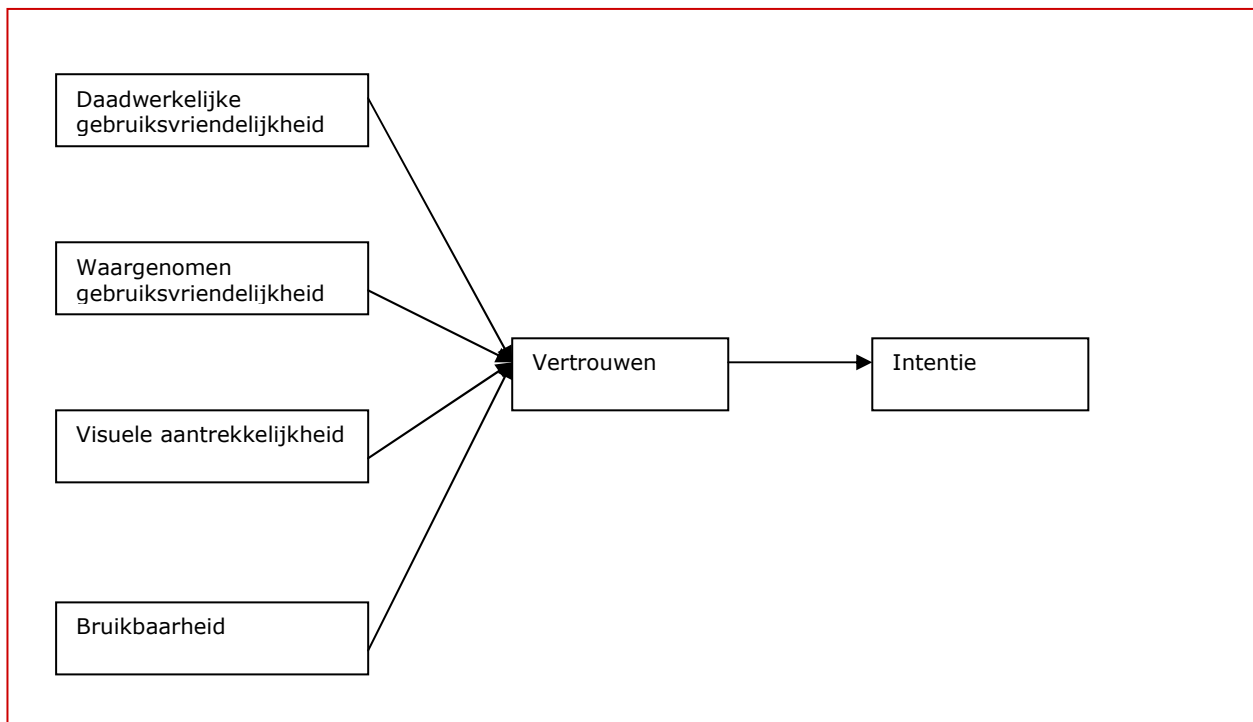 Daadwerkelijke
gebruiksvriendelijkheid
Waargenomen
gebruiksvriendelijkheid
Vertrouwen
Intentie
Visuele aantrekkelijkheid
Bruikbaarheid